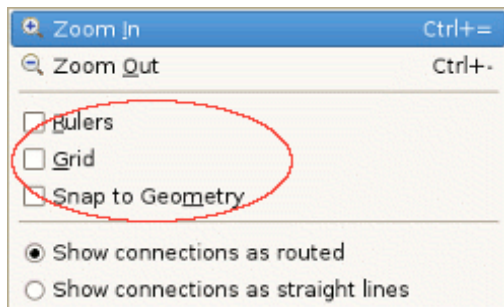 Zoom In Ctrl+=
Zoom Out Ctrl+-
Rulers
Grid
Snap to Geometry
Show connections as routed
Show connections as straight lines